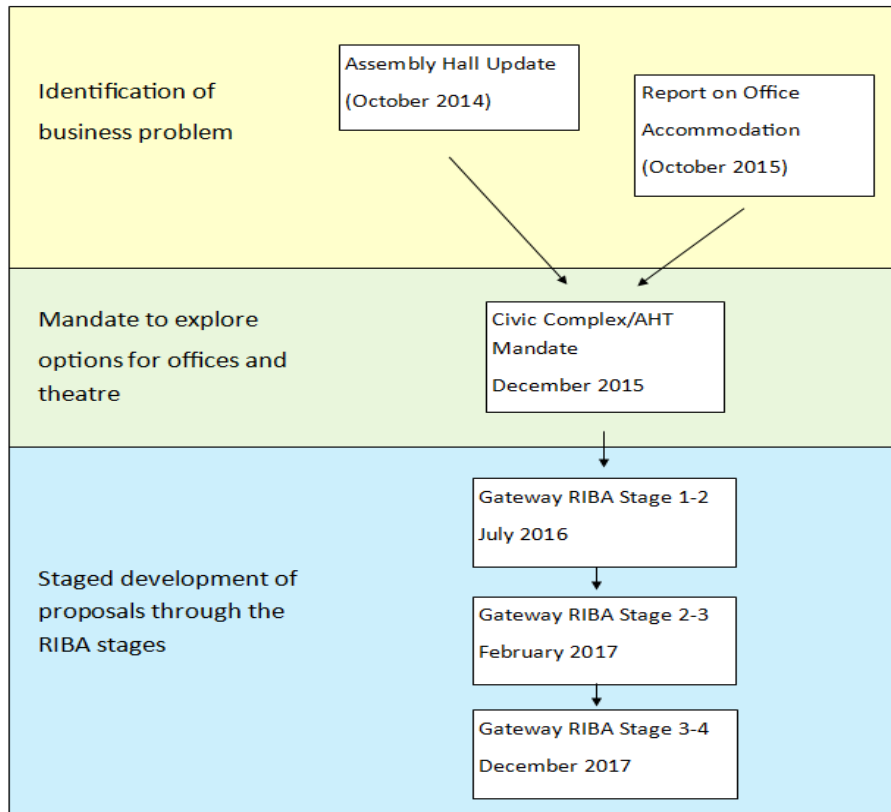 Identification of
business problem
Assembly Hall Update
(October 2014)
Report on Office
Accommodation
(October 2015)
Mandate to explore
options for offices and
theatre
Civic Complex/AHT
Mandate
December 2015
Staged development of
proposals through the
RIBA stages
Gateway RIBA Stage 1-2
July 2016
Gateway RIBA Stage 2-3
February 2017
Gateway RIBA Stage 3-4
December 2017